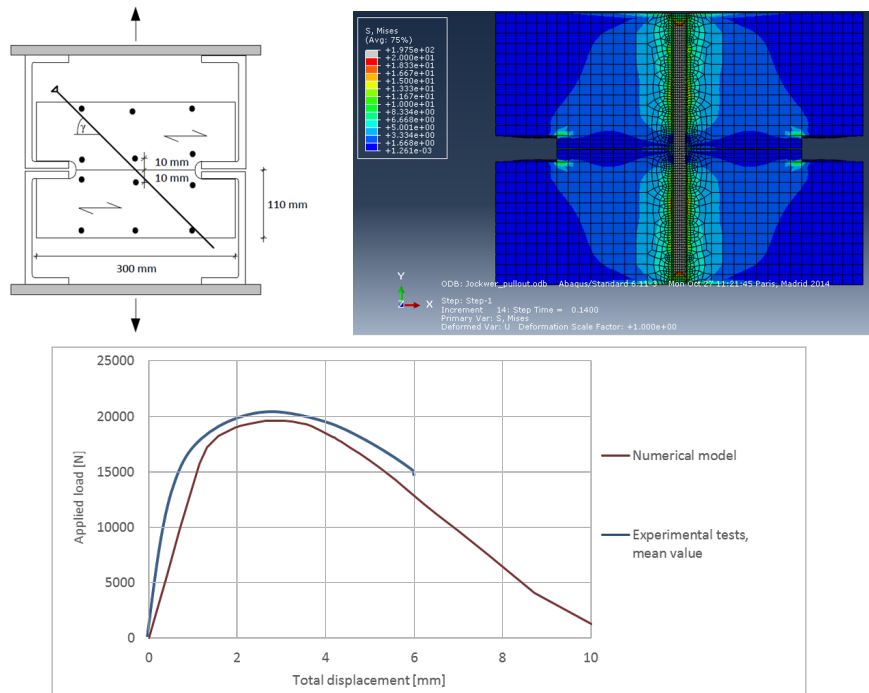 γ
10 mm
10 mm
110 mm
300 mm
S, Mises
(Avg: 75%)
+1.975e+02
+2.000e+01
+1.833e+01
+1.667e+01
+1.500e+01
+1.333e+01
+1.167e+01
+1.000e+01
+8.334e+00
+6.668e+00
+5.001e+00
+3.334e+00
+1.668e+00
+1.261e-03
Y
X
ODB: Jockwer_pullout.odb Abaqus/Standard 6.11-3 Mon Oct 27 11:21:45 Paris, Madrid 2014
Step: Step-1
Increment 14: Step Time = 0.1400
Primary Var: S, Mises
Deformed Var: U Deformation Scale Factor: +1.000e+00
25000
20000
15000
10000
5000
0
Applied load [N]
0 2 4 6 8 10
Total displacement [mm]
Numerical model
Experimental tests,
mean value